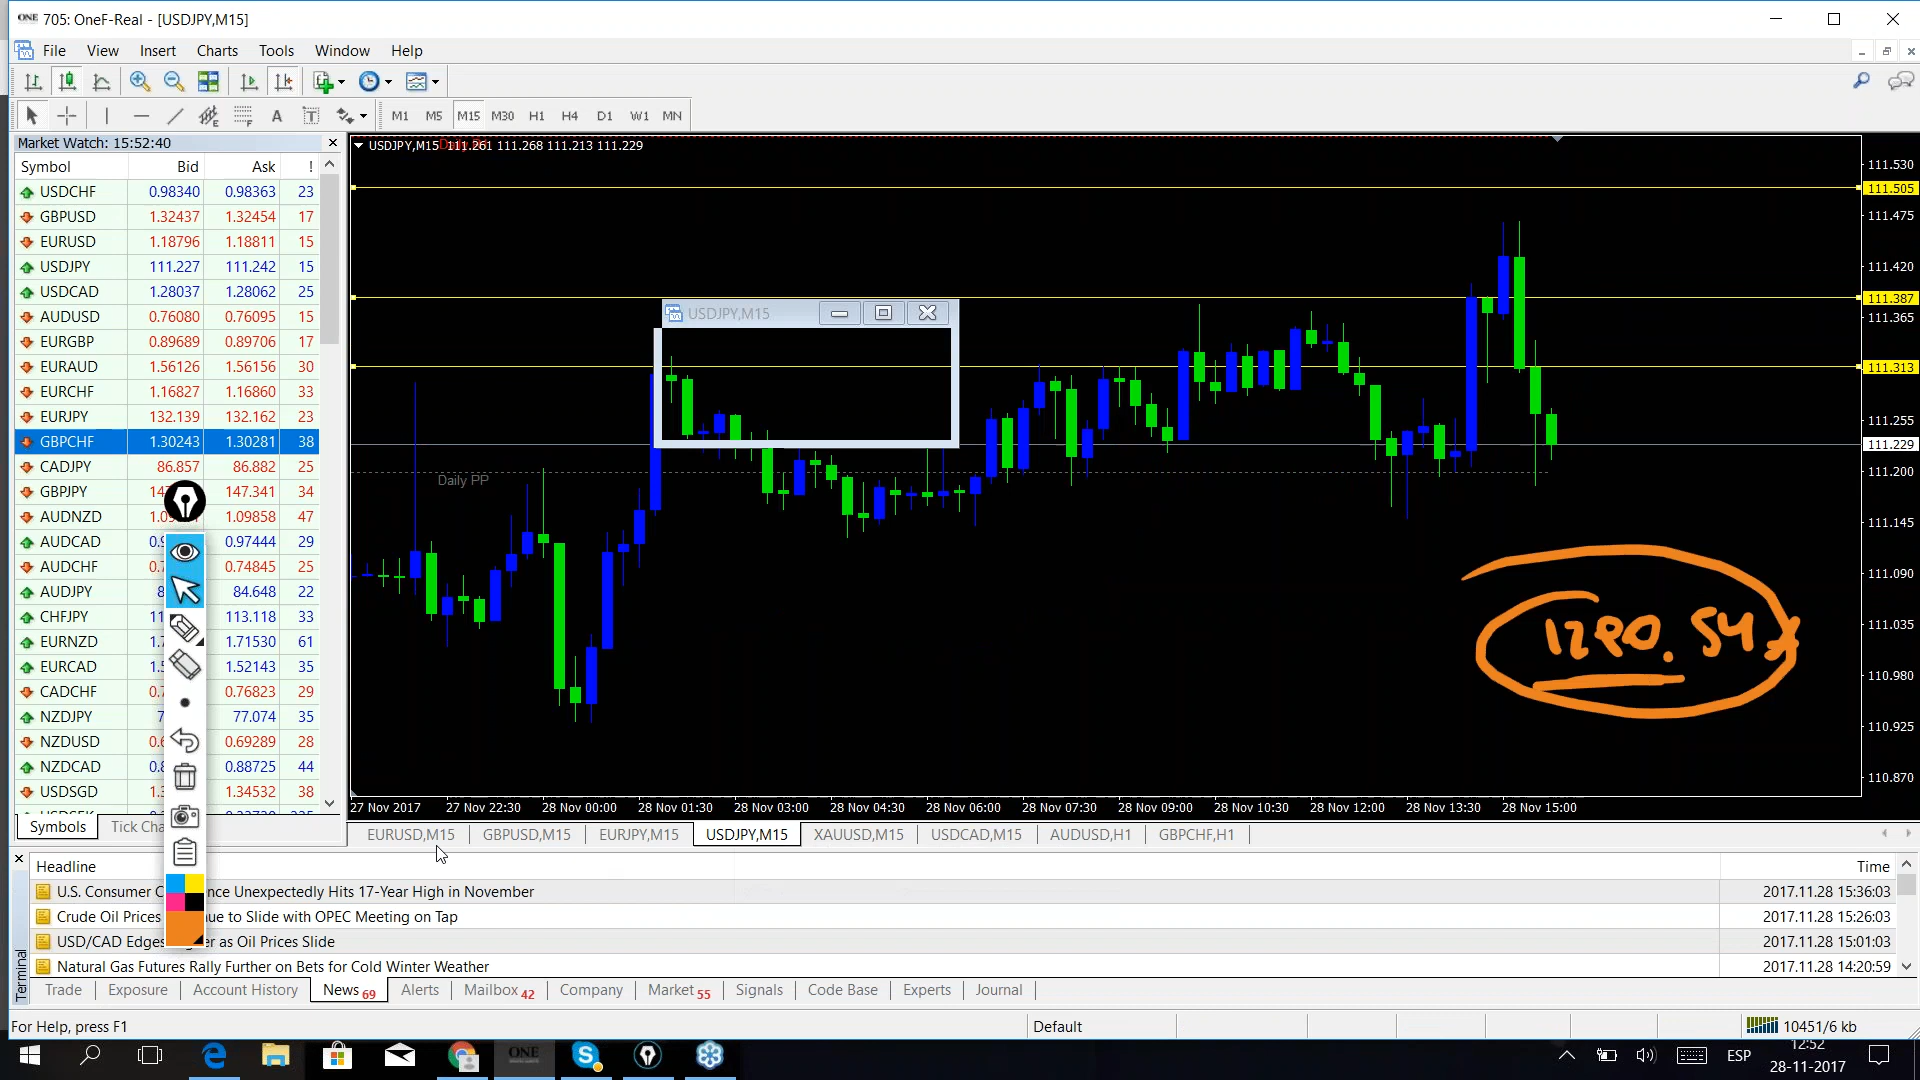 ONE 705: OneF-Real - [USDJPY,M15]
File View Insert Charts Tools Window Help
M1 M5 M15 M30 H1 H4 D1 W1 MN
Market Watch: 15:52:40
Symbol Bid Ask !
USDCHF 0.98340 0.98363 23
GBPUSD 1.32437 1.32454 17
EURUSD 1.18796 1.18811 15
USDJPY 111.227 111.242 15
USDCAD 1.28037 1.28062 25
AUDUSD 0.76080 0.76095 15
EURGBP 0.89689 0.89706 17
EURAUD 1.56126 1.56156 30
EURCHF 1.16827 1.16860 33
EURJPY 132.139 132.162 23
GBPCHF 1.30243 1.30281 38
CADJPY 86.857 86.882 25
GBPJPY 147.341 34
AUDNZD 1.09858 47
AUDCAD 0.97444 29
AUDCHF 0.74845 25
AUDJPY 84.648 22
CHFJPY 113.118 33
EURNZD 1.71530 61
EURCAD 1.52143 35
CADCHF 0.76823 29
NZDJPY 77.074 35
NZDUSD 0.69289 28
NZDCAD 0.88725 44
USDSGD 1.34532 38
Symbols Tick Cha
USDJPY,M15 111.261 111.268 111.213 111.229
USDJPY,M15
Daily PP
1290.54
111.530
111.505
111.475
111.420
111.387
111.365
111.313
111.255
111.229
111.200
111.145
111.090
111.035
110.980
110.925
110.870
27 Nov 2017 27 Nov 22:30 28 Nov 00:00 28 Nov 01:30 28 Nov 03:00 28 Nov 04:30 28 Nov 06:00 28 Nov 07:30 28 Nov 09:00 28 Nov 10:30 28 Nov 12:00 28 Nov 13:30 28 Nov 15:00
EURUSD,M15 GBPUSD,M15 EURJPY,M15 USDJPY,M15 XAUUSD,M15 USDCAD,M15 AUDUSD,H1 GBPCHF,H1
Headline Time
U.S. Consumer C nce Unexpectedly Hits 17-Year High in November 2017.11.28 15:36:03
Crude Oil Prices ue to Slide with OPEC Meeting on Tap 2017.11.28 15:26:03
USD/CAD Edges er as Oil Prices Slide 2017.11.28 15:01:03
Natural Gas Futures Rally Further on Bets for Cold Winter Weather 2017.11.28 14:20:59
Terminal
Trade Exposure Account History News 69 Alerts Mailbox 42 Company Market 55 Signals Code Base Experts Journal
For Help, press F1 Default 10451/6 kb
ONE ESP 12:52
28-11-2017